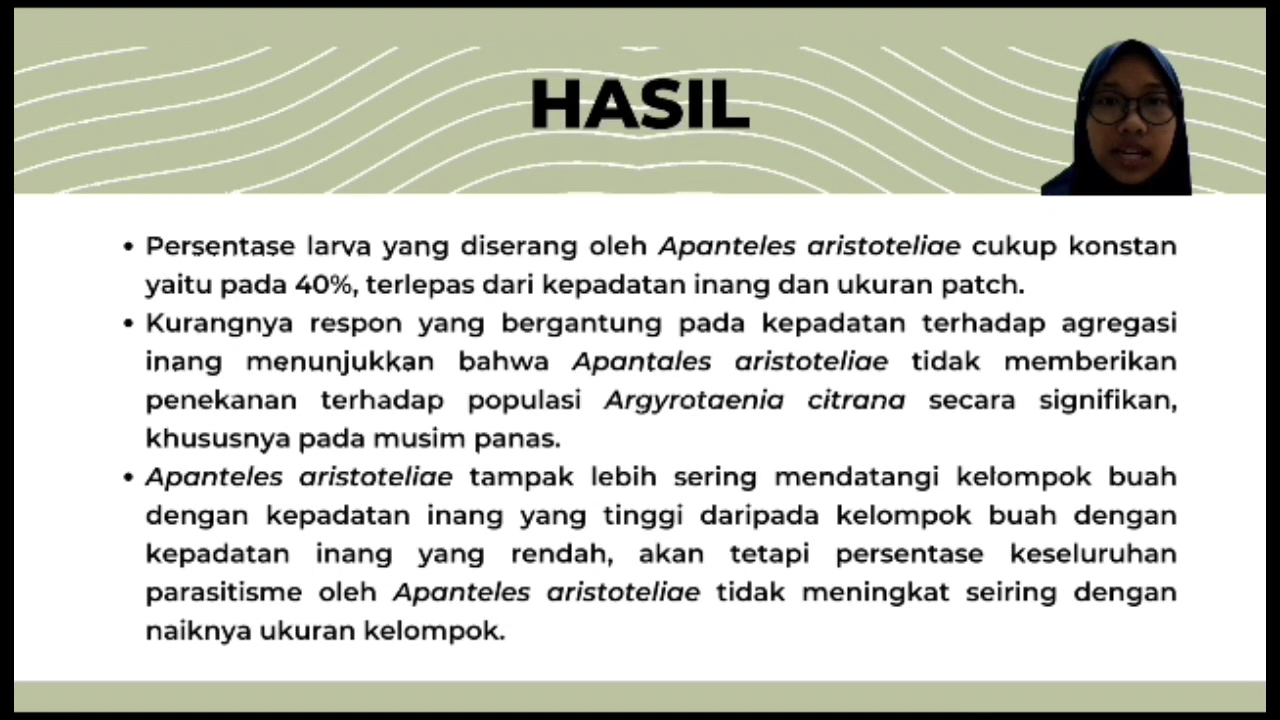 HASIL
• Persentase larva yang diserang oleh Apanteles aristoteliae cukup konstan
yaitu pada 40%, terlepas dari kepadatan inang dan ukuran patch.
• Kurangnya respon yang bergantung pada kepadatan terhadap agregasi
inang menunjukkan bahwa Apantales aristoteliae tidak memberikan
penekanan terhadap populasi Argyrotaenia citrana secara signifikan,
khususnya pada musim panas.
• Apanteles aristoteliae tampak lebih sering mendatangi kelompok buah
dengan kepadatan inang yang tinggi daripada kelompok buah dengan
kepadatan inang yang rendah, akan tetapi persentase keseluruhan
parasitisme oleh Apanteles aristoteliae tidak meningkat seiring dengan
naiknya ukuran kelompok.